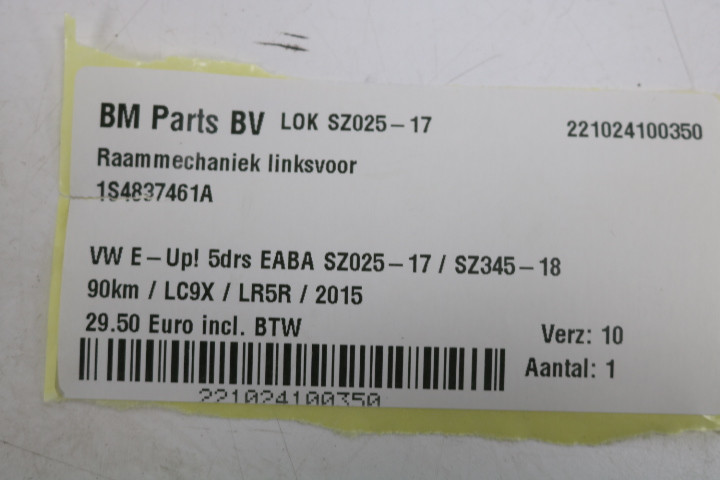 BM Parts BV LOK SZ025-17 221024100350
Raammechaniek linksvoor
1S4837461A
VW E-Up! 5drs EABA SZ025-17 / SZ345-18
90km / LC9X / LR5R / 2015
29.50 Euro incl. BTW Verz: 10
Aantal: 1
221024100350